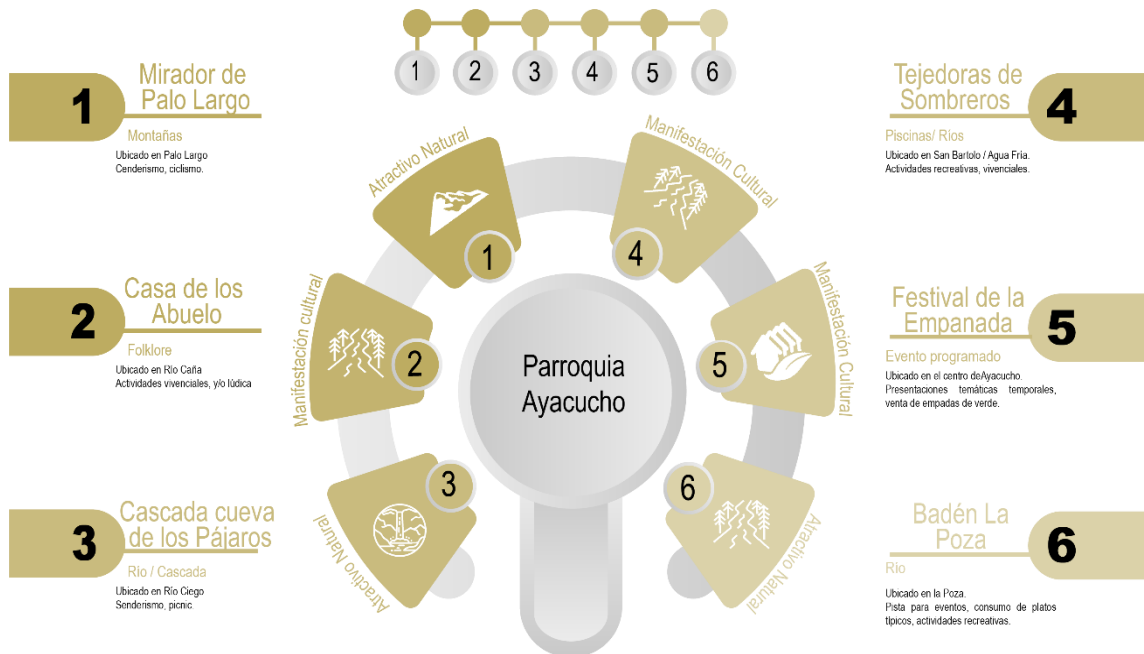 1 2 3 4 5 6
1
Mirador de
Palo Largo
Montañas
Ubicado en Palo Largo
Cenderismo, ciclismo.
2
Casa de los
Abuelo
Folklore
Ubicado en Río Caña
Actividades vivenciales, y/o lúdica
3
Cascada cueva
de los Pájaros
Rio / Cascada
Ubicado en Río Ciego
Senderismo, picnic.
Atractivo Natural
1
Manifestación cultural
2
Atractivo Natural
3
Parroquia
Ayacucho
Manifestación Cultural
4
Manifestación Cultural
5
Atractivo Natural
6
Tejedoras de
Sombreros
4
Piscinas/ Ríos
Ubicado en San Bartolo / Agua Fría.
Actividades recreativas, vivenciales.
Festival de la
Empanada
5
Evento programado
Ubicado en el centro deAyacucho.
Presentaciones temáticas temporales,
venta de empadas de verde.
Badén La
Poza
6
Rio
Ubicado en la Poza.
Pista para eventos, consumo de platos
típicos, actividades recreativas.